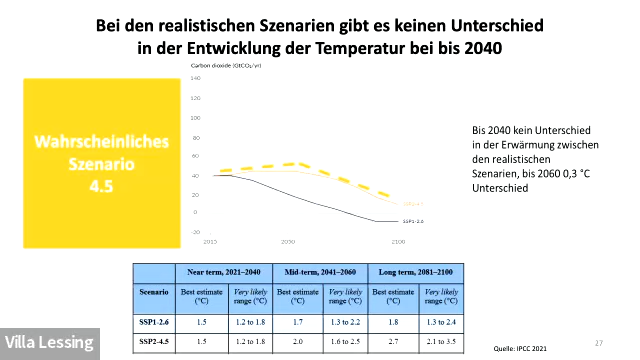 Bei den realistischen Szenarien gibt es keinen Unterschied
in der Entwicklung der Temperatur bei bis 2040
Carbon dioxide (GtCO₂/yr)
140
120
100
80
60
40
20
0
-20
2015
2050
2100
SSP1-2.6
Wahrscheinliches
Szenario
4.5
Bis 2040 kein Unterschied
in der Erwärmung zwischen
den realistischen
Szenarien, bis 2060 0,3 °C
Unterschied
Near term, 2021–2040 Mid-term, 2041–2060 Long term, 2081–2100
Scenario Best estimate (°C) Very likely range (°C) Best estimate (°C) Very likely range (°C) Best estimate (°C) Very likely range (°C)
SSP1-2.6 1.5 1.2 to 1.8 1.7 1.3 to 2.2 1.8 1.3 to 2.4
SSP2-4.5 1.5 1.2 to 1.8 2.0 1.6 to 2.5 2.7 2.1 to 3.5
Villa Lessing
Quelle: IPCC 2021
27